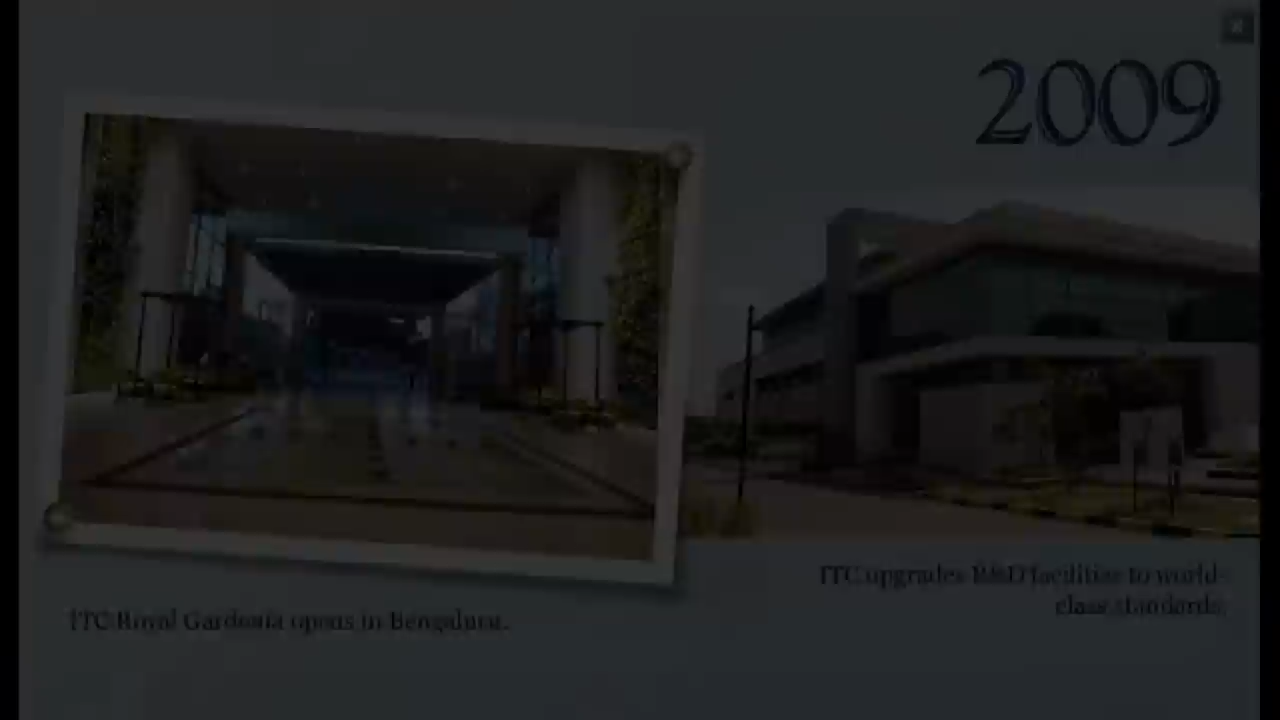 2009
ITC upgrades R&D facilities to world-
class standards.
ITC Royal Gardenia opens in Bengaluru.